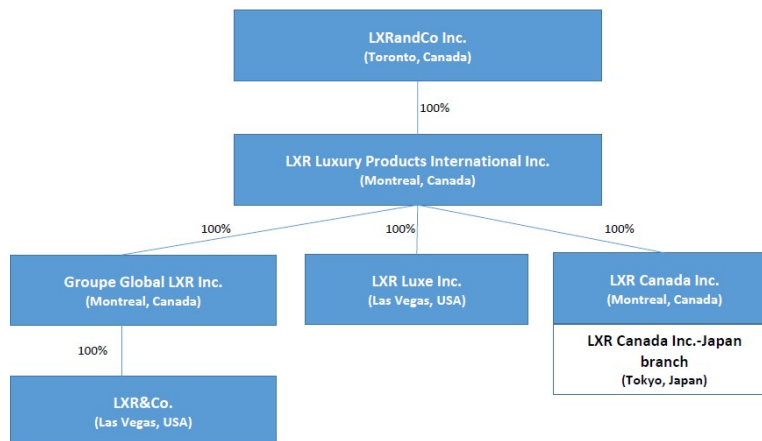 LXRandCo Inc.
(Toronto, Canada)
100%
LXR Luxury Products International Inc.
(Montreal, Canada)
100%
100%
100%
Groupe Global LXR Inc.
(Montreal, Canada)
LXR Luxe Inc.
(Las Vegas, USA)
LXR Canada Inc.
(Montreal, Canada)
LXR Canada Inc.-Japan
branch
(Tokyo, Japan)
100%
LXR&Co.
(Las Vegas, USA)